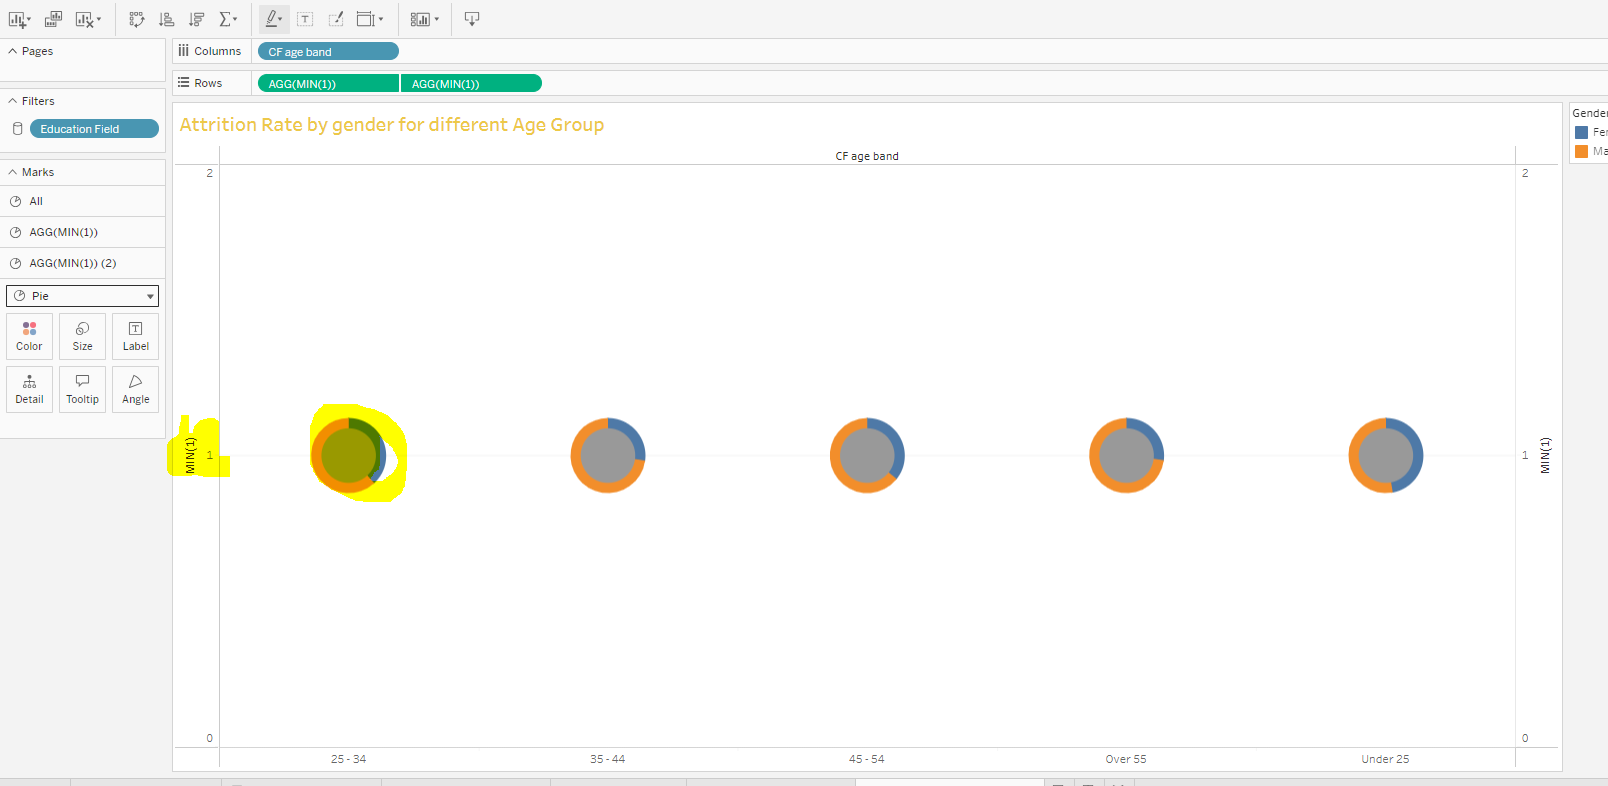 Pages
Columns
CF age band
Rows
AGG(MIN(1))
AGG(MIN(1))
Filters
Education Field
Marks
All
AGG(MIN(1))
AGG(MIN(1)) (2)
Pie
Color
Size
Label
Detail
Tooltip
Angle
Attrition Rate by gender for different Age Group
CF age band
2
1
0
MIN(1)
2
1
0
MIN(1)
25 - 34
35 - 44
45 - 54
Over 55
Under 25
Gender
Fe
Ma